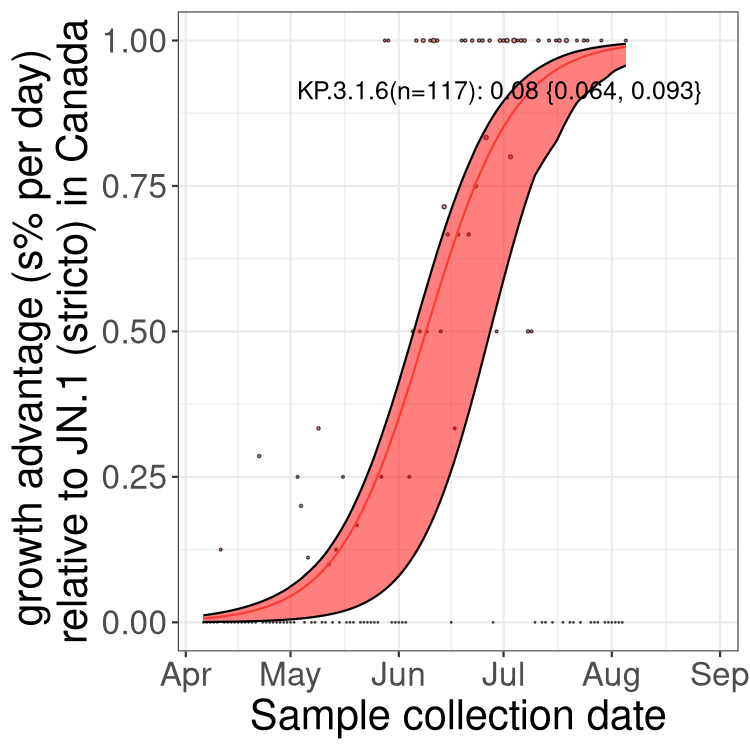 growth advantage (s% per day)
relative to JN.1 (stricto) in Canada
1.00
0.75
0.50
0.25
0.00
KP.3.1.6(n=117): 0.08 {0.064, 0.093}
Apr May Jun Jul Aug Sep
Sample collection date